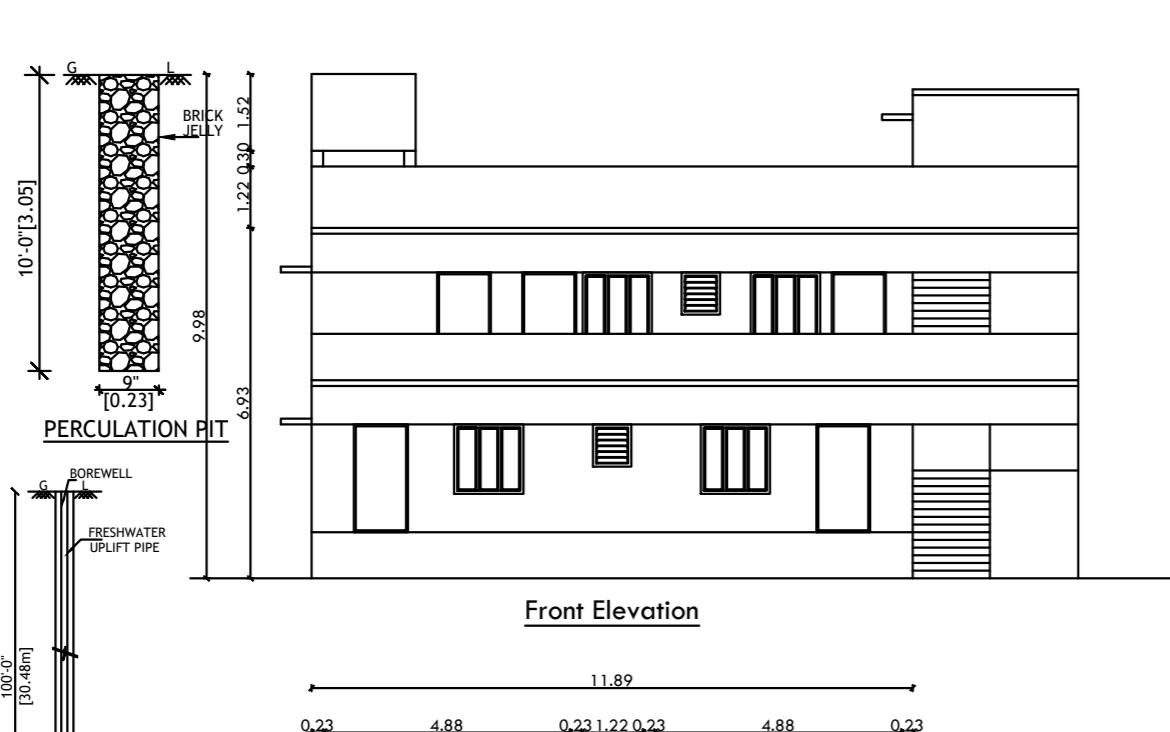 G L
BRICK
JELLY
10'-0"[3.05]
9"
[0.23]
PERCULATION PIT
1.52
0.30
1.22
9.98
6.93
BOREWELL
G L
FRESHWATER
UPLIFT PIPE
100'-0"
[30.48m]
Front Elevation
11.89
0.23 4.88 0.23 1.22 0.23 4.88 0.23